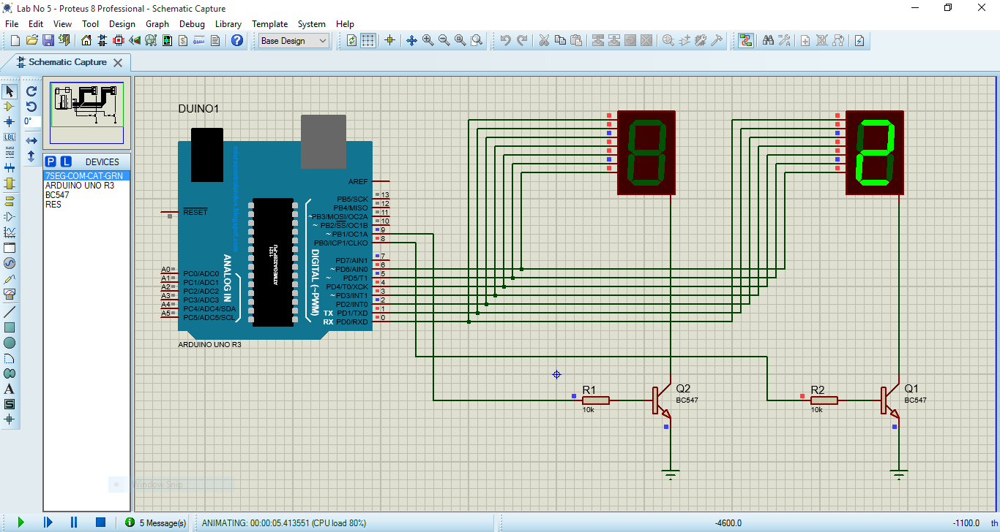 Lab No 5 - Proteus 8 Professional - Schematic Capture
File Edit View Tool Design Graph Debug Library Template System Help
Base Design
Schematic Capture
0°
P L DEVICES
7SEG-COM-CAT-GRN
ARDUINO UNO R3
BC547
RES
LBL
A
S
DUINO1
microcontrolandos.blogspot.com
RESET
AREF
PB5/SCK 13
PB4/MISO 12
~PB3/MOSI/OC2A 11
~ PB2/SS/OC1B 10
~ PB1/OC1A 9
PB0/ICP1/CLKO 8
PD7/AIN1 7
~PD6/AIN0 6
~ PD5/T1 5
PD4/T0/XCK 4
~PD3/INT1 3
PD2/INT0 2
TX PD1/TXD 1
RX PD0/RXD 0
DIGITAL (~PWM)
1121
ATMEGA328P-PU
ANALOG IN
A0 PC0/ADC0
A1 PC1/ADC1
A2 PC2/ADC2
A3 PC3/ADC3
A4 PC4/ADC4/SDA
A5 PC5/ADC5/SCL
ARDUINO UNO R3
2
R1
10k
Q2
BC547
R2
10k
Q1
BC547
Window Snip
5 Message(s)
ANIMATING: 00:00:05.413551 (CPU load 80%)
-4600.0
-1100.0
th